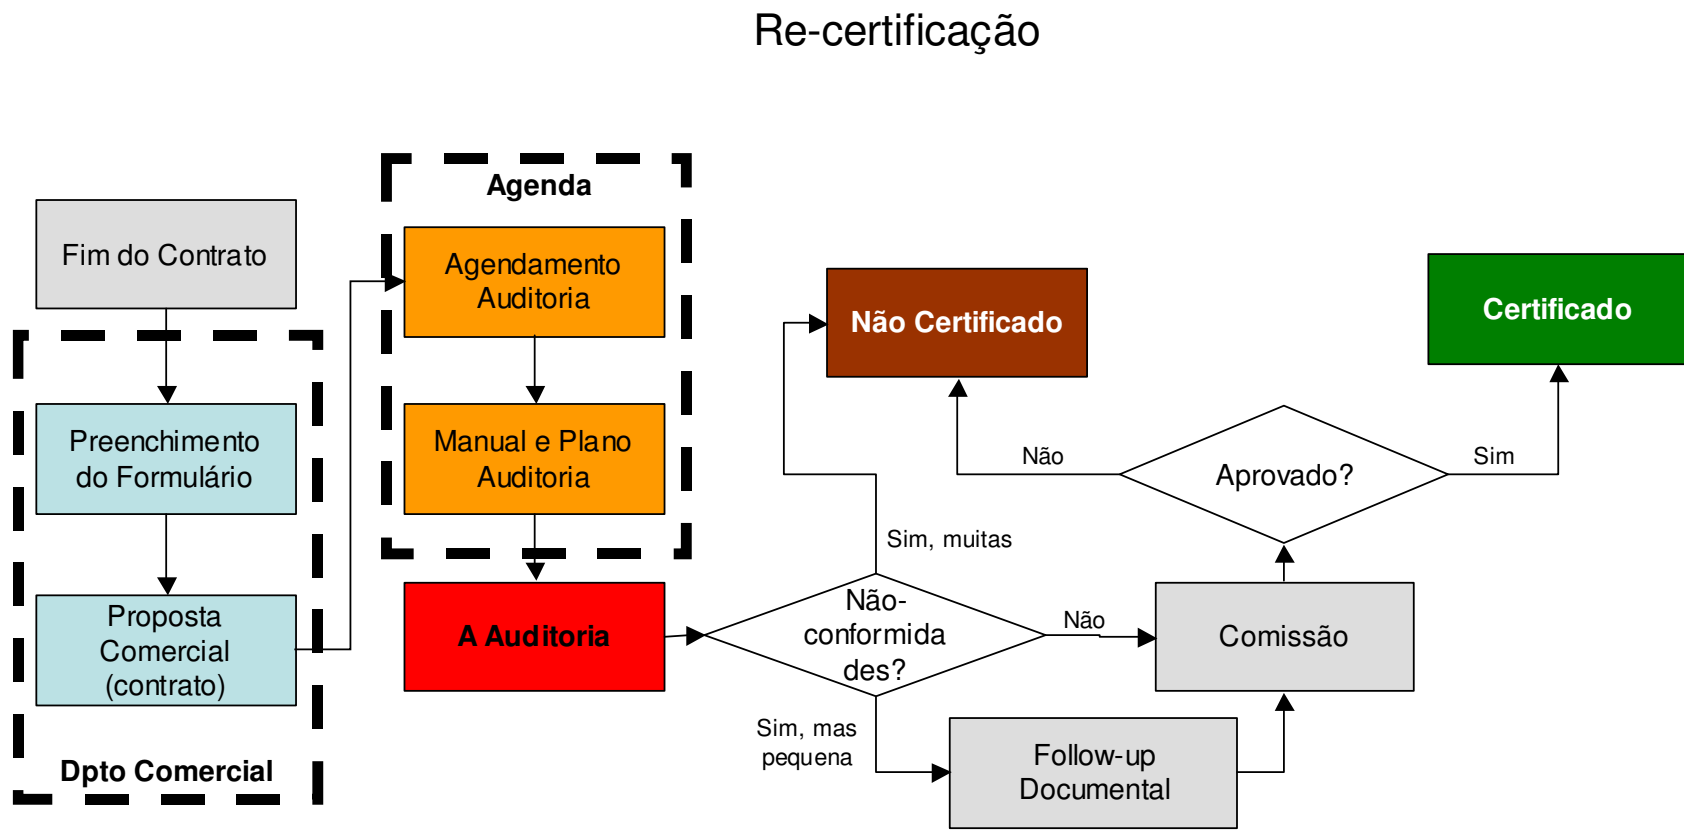 Re-certificação
Fim do Contrato
Preenchimento
do Formulário
Proposta
Comercial
(contrato)
Dpto Comercial
Agenda
Agendamento
Auditoria
Manual e Plano
Auditoria
A Auditoria
Não-
conformida
des?
Sim, muitas
Não
Sim, mas
pequena
Follow-up
Documental
Comissão
Aprovado?
Não
Sim
Não Certificado
Certificado